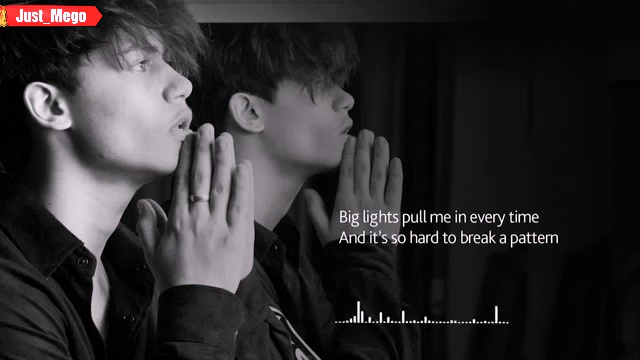 Just_Mego
Big lights pull me in every time
And it's so hard to break a pattern